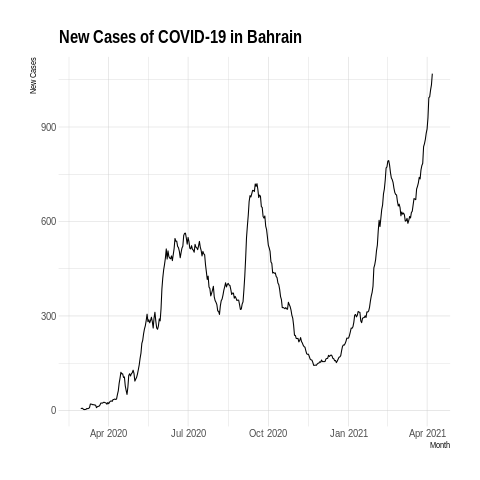 New Cases of COVID-19 in Bahrain
New Cases
900
600
300
0
Apr 2020 Jul 2020 Oct 2020 Jan 2021 Apr 2021
Month